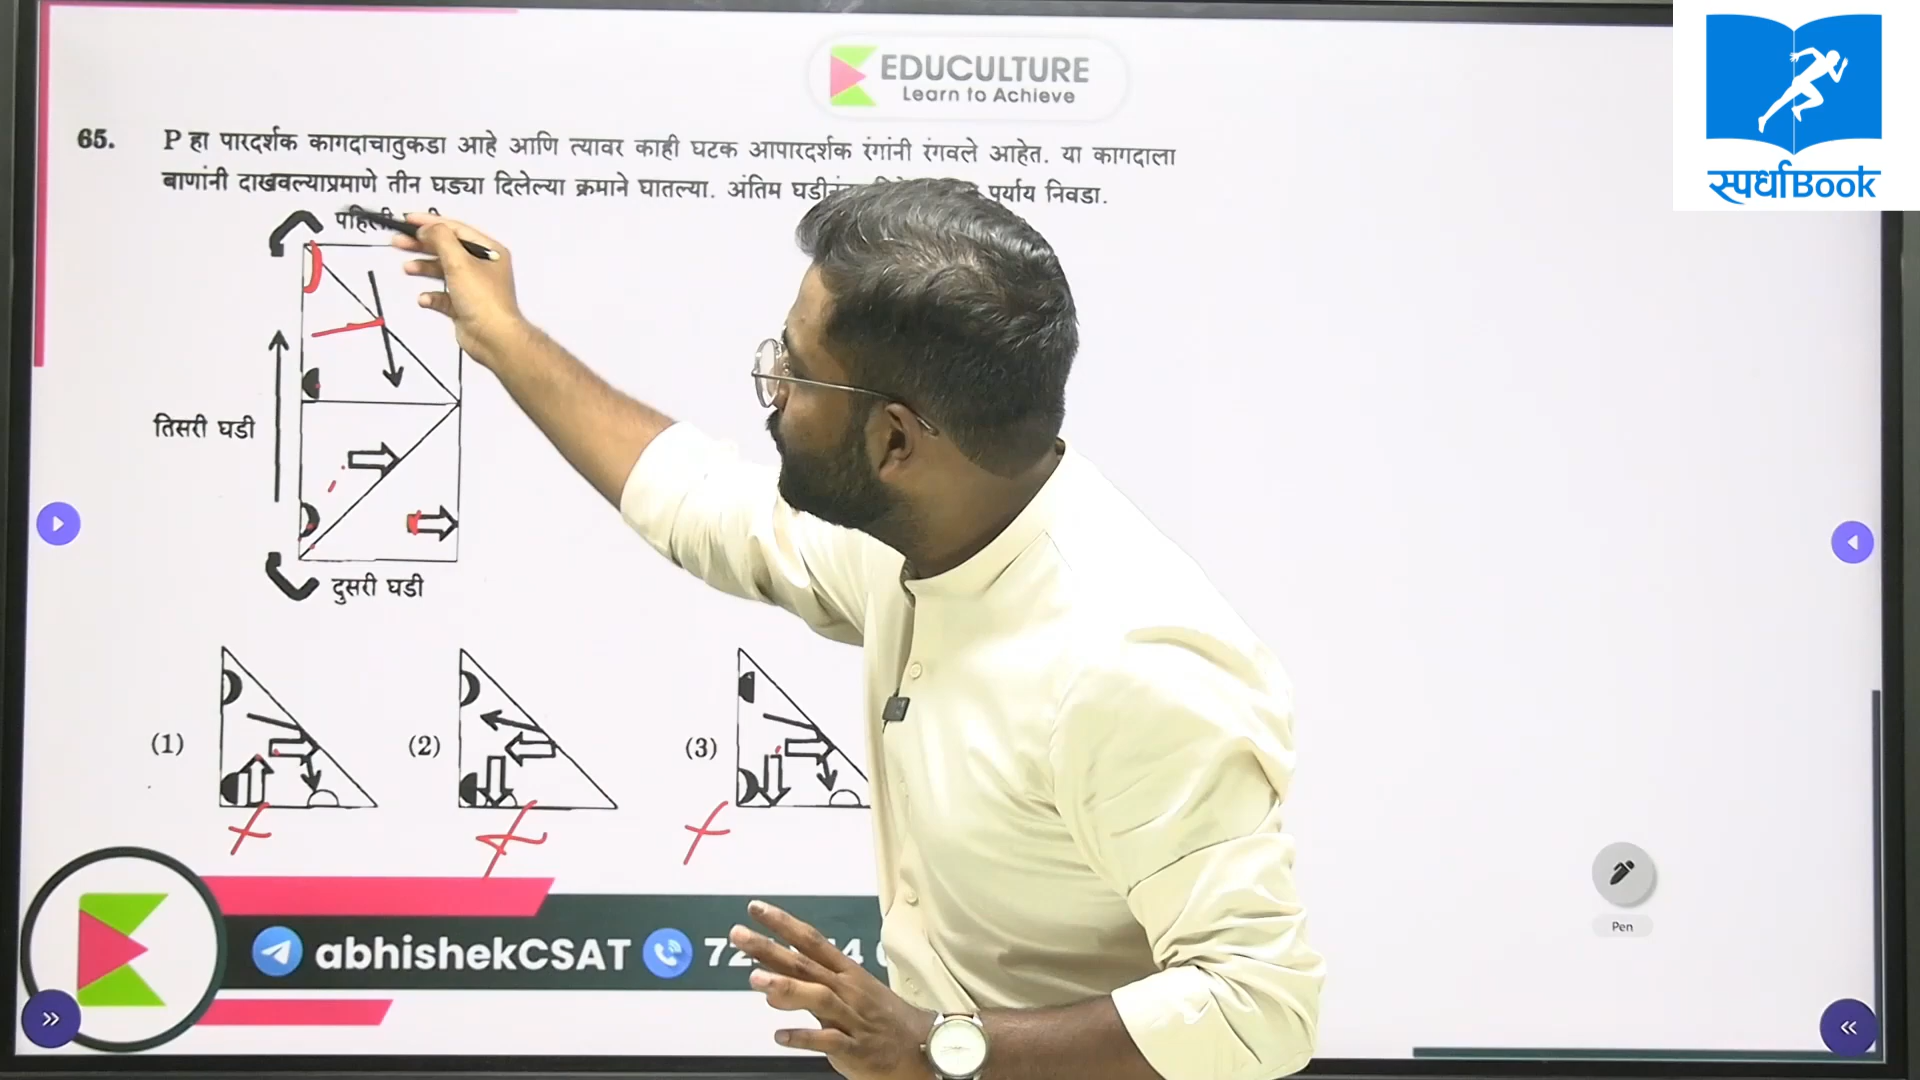 EDUCULTURE
Learn to Achieve
स्पर्धाBook
65. P हा पारदर्शक कागदाचातुकडा आहे आणि त्यावर काही घटक आपारदर्शक रंगांनी रंगवले आहेत. या कागदाला
बाणांनी दाखवल्याप्रमाणे तीन घड्या दिलेल्या क्रमाने घातल्या. अंतिम पर्याय निवडा.
पहिली
तिसरी घडी
दुसरी घडी
(1) (2) (3)
abhishekCSAT
Pen